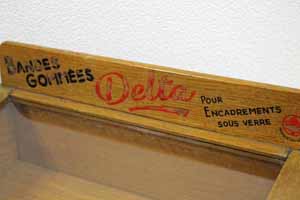 BANDES
GOMMÉES
Delta
POUR
ENCADREMENTS
SOUS VERRE